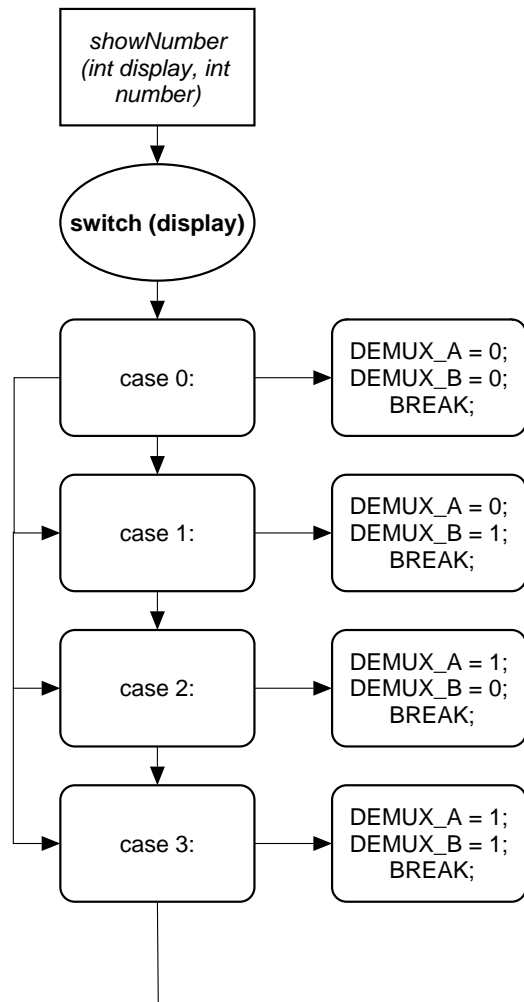 showNumber
(int display, int
number)
switch (display)
case 0:
DEMUX_A = 0;
DEMUX_B = 0;
BREAK;
case 1:
DEMUX_A = 0;
DEMUX_B = 1;
BREAK;
case 2:
DEMUX_A = 1;
DEMUX_B = 0;
BREAK;
case 3:
DEMUX_A = 1;
DEMUX_B = 1;
BREAK;